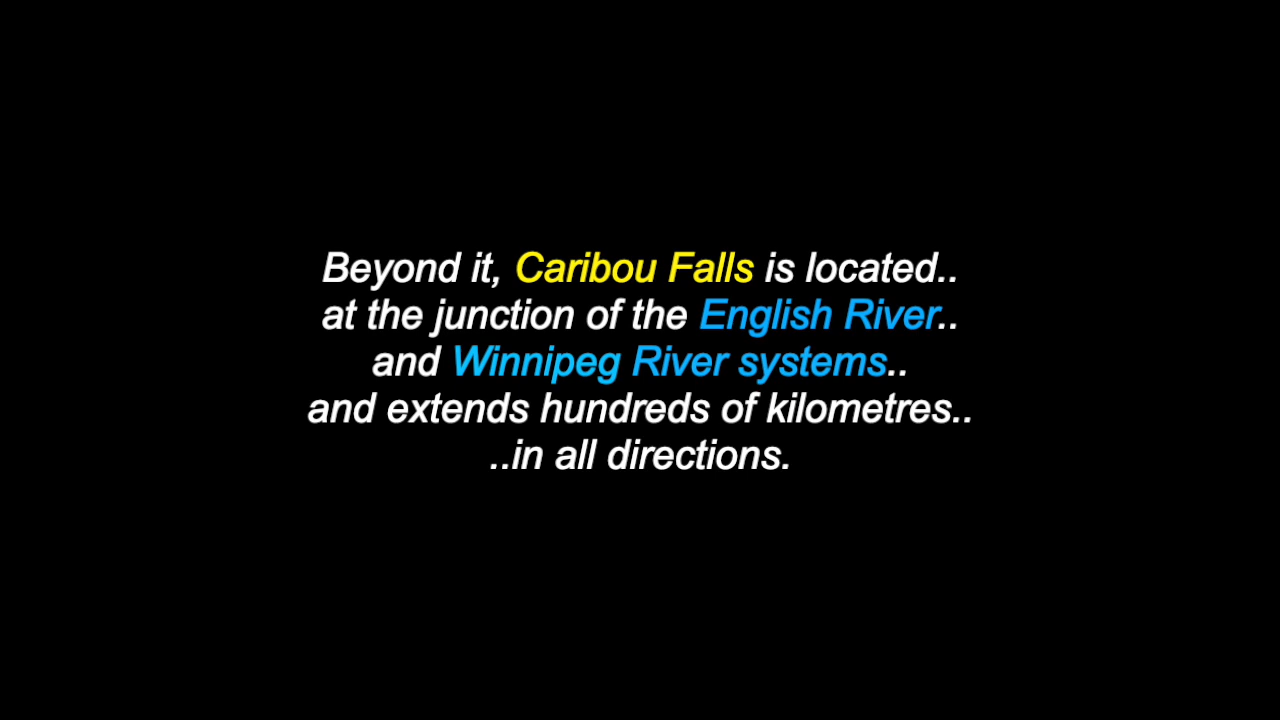 Beyond it, Caribou Falls is located..
at the junction of the English River..
and Winnipeg River systems..
and extends hundreds of kilometres..
..in all directions.